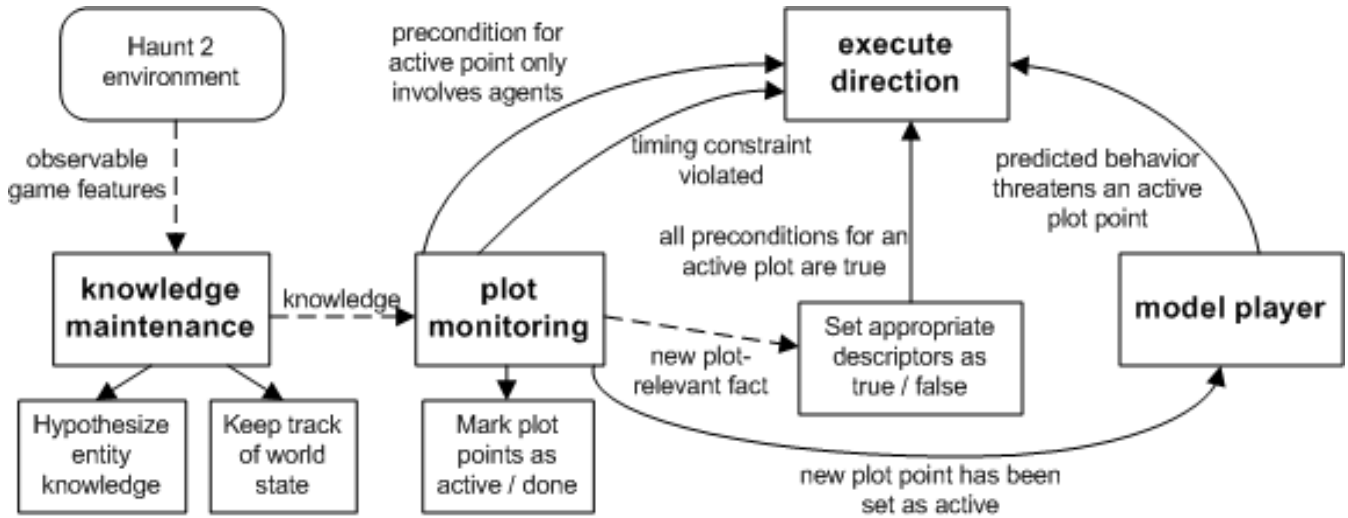 Haunt 2
environment
precondition for
active point only
involves agents
execute
direction
observable
game features
timing constraint
violated
predicted behavior
threatens an active
plot point
all preconditions for an
active plot are true
knowledge
maintenance
knowledge
plot
monitoring
model player
Set appropriate
descriptors as
true / false
new plot-
relevant fact
Hypothesize
entity
knowledge
Keep track
of world
state
Mark plot
points as
active / done
new plot point has been
set as active